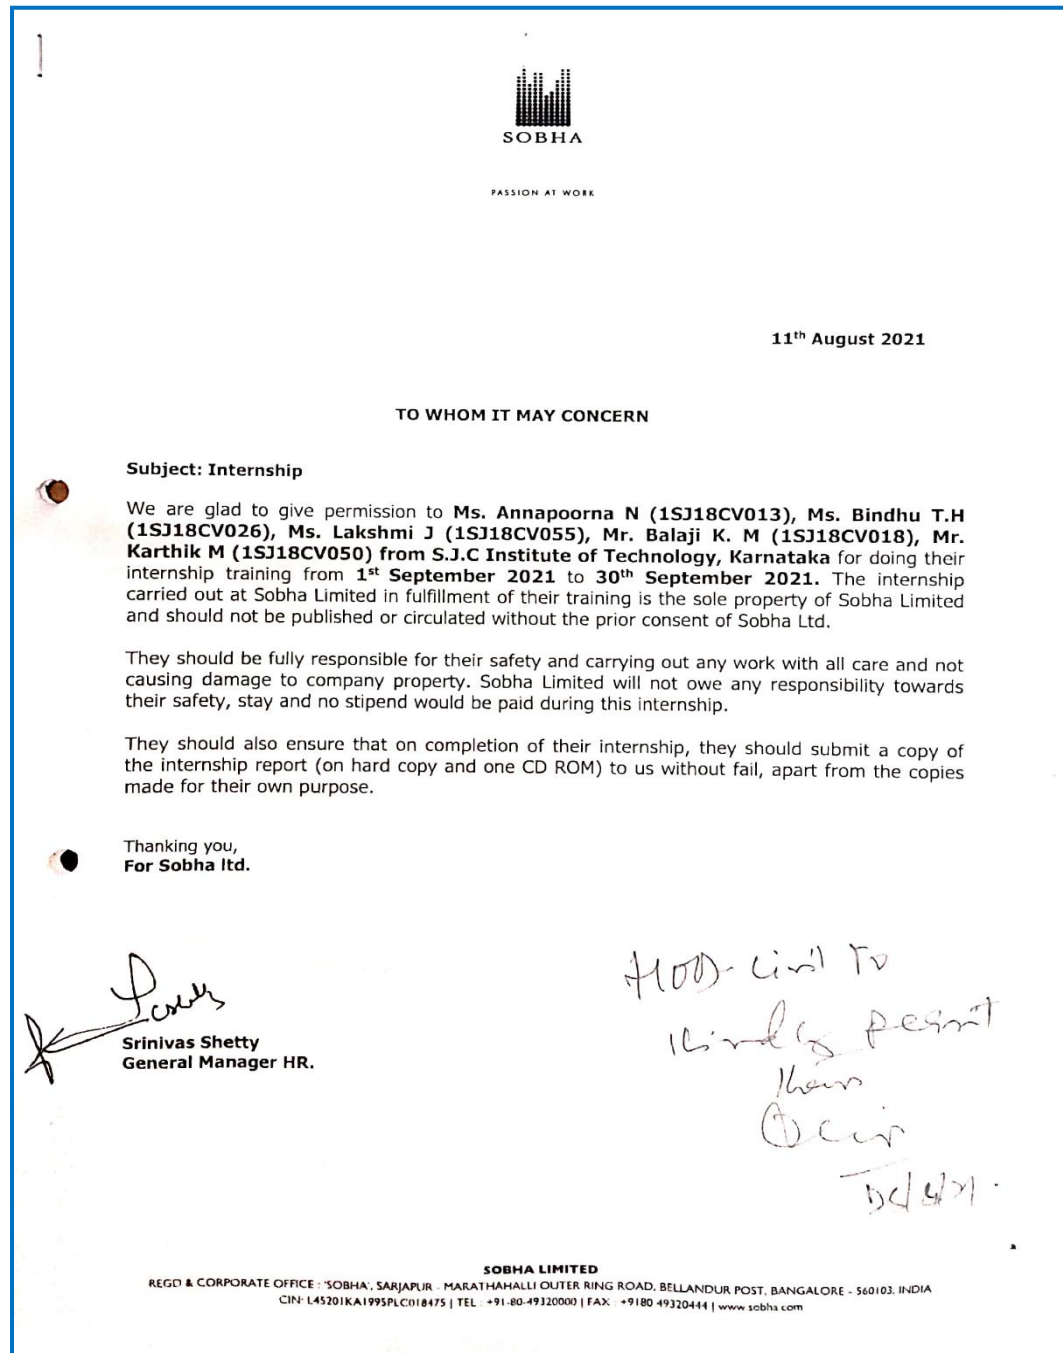 SOBHA
PASSION AT WORK
11th August 2021
TO WHOM IT MAY CONCERN
Subject: Internship
We are glad to give permission to Ms. Annapoorna N (1SJ18CV013), Ms. Bindhu T.H
(1SJ18CV026), Ms. Lakshmi J (1SJ18CV055), Mr. Balaji K. M (1SJ18CV018), Mr.
Karthik M (1SJ18CV050) from S.J.C Institute of Technology, Karnataka for doing their
internship training from 1st September 2021 to 30th September 2021. The internship
carried out at Sobha Limited in fulfillment of their training is the sole property of Sobha Limited
and should not be published or circulated without the prior consent of Sobha Ltd.
They should be fully responsible for their safety and carrying out any work with all care and not
causing damage to company property. Sobha Limited will not owe any responsibility towards
their safety, stay and no stipend would be paid during this internship.
They should also ensure that on completion of their internship, they should submit a copy of
the internship report (on hard copy and one CD ROM) to us without fail, apart from the copies
made for their own purpose.
Thanking you,
For Sobha ltd.
Srinivas Shetty
General Manager HR.
HOD- Civil To
Kindly permit
SOBHA LIMITED
REGD & CORPORATE OFFICE : 'SOBHA', SARJAPUR - MARATHAHALLI OUTER RING ROAD, BELLANDUR POST, BANGALORE - 560103. INDIA
CIN- L45201KA1995PLC018475 | TEL : +91-80-49320000 | FAX : +9180 49320444 | www sobha com